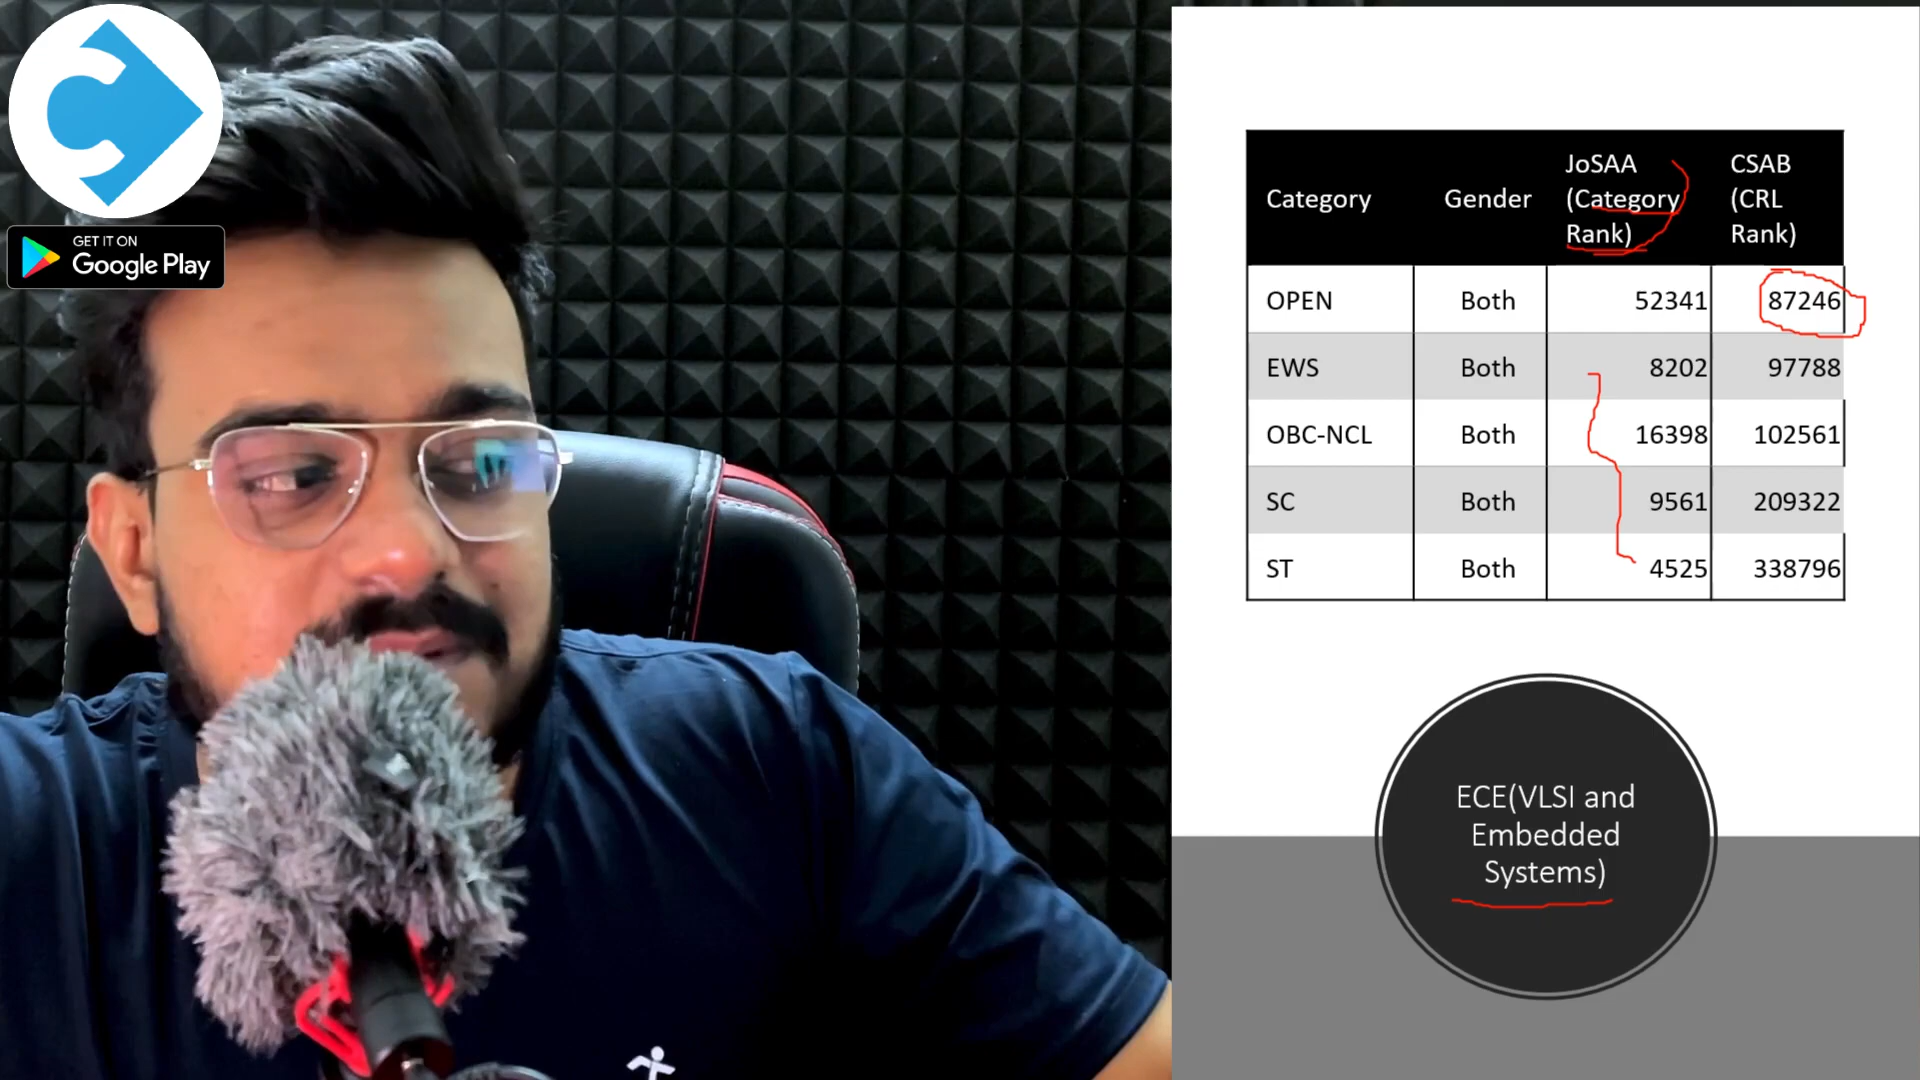 GET IT ON
Google Play
Category Gender JoSAA (Category Rank) CSAB (CRL Rank)
OPEN Both 52341 87246
EWS Both 8202 97788
OBC-NCL Both 16398 102561
SC Both 9561 209322
ST Both 4525 338796
ECE(VLSI and
Embedded
Systems)